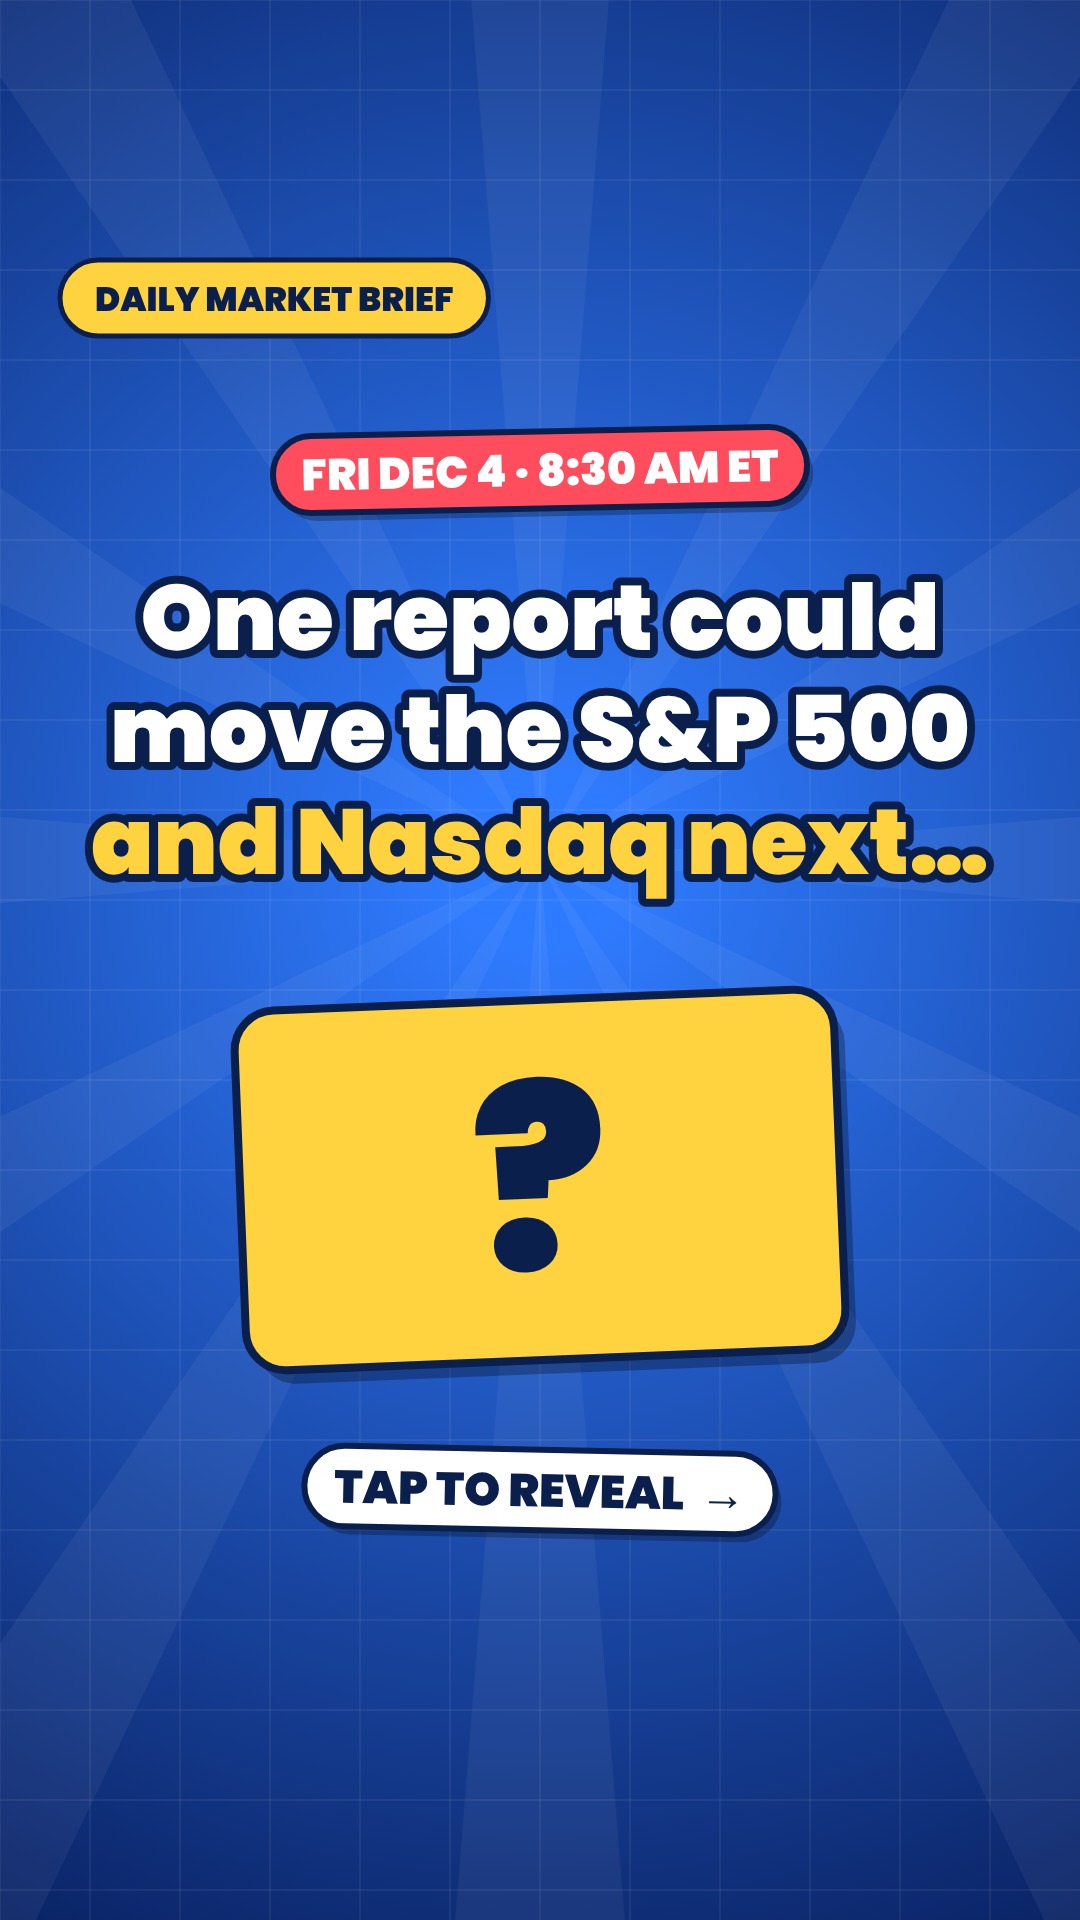 DAILY MARKET BRIEF
FRI DEC 4 • 8:30 AM ET
One report could
move the S&P 500
and Nasdaq next...
?
TAP TO REVEAL →